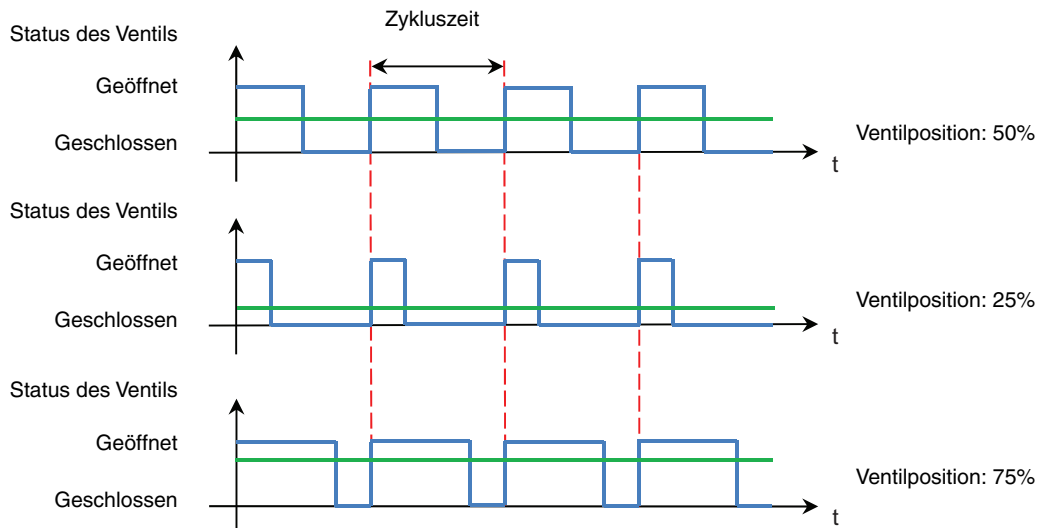 Zykluszeit
Status des Ventils
Geöffnet
Geschlossen
Ventilposition: 50%
t
Status des Ventils
Geöffnet
Geschlossen
Ventilposition: 25%
t
Status des Ventils
Geöffnet
Geschlossen
Ventilposition: 75%
t